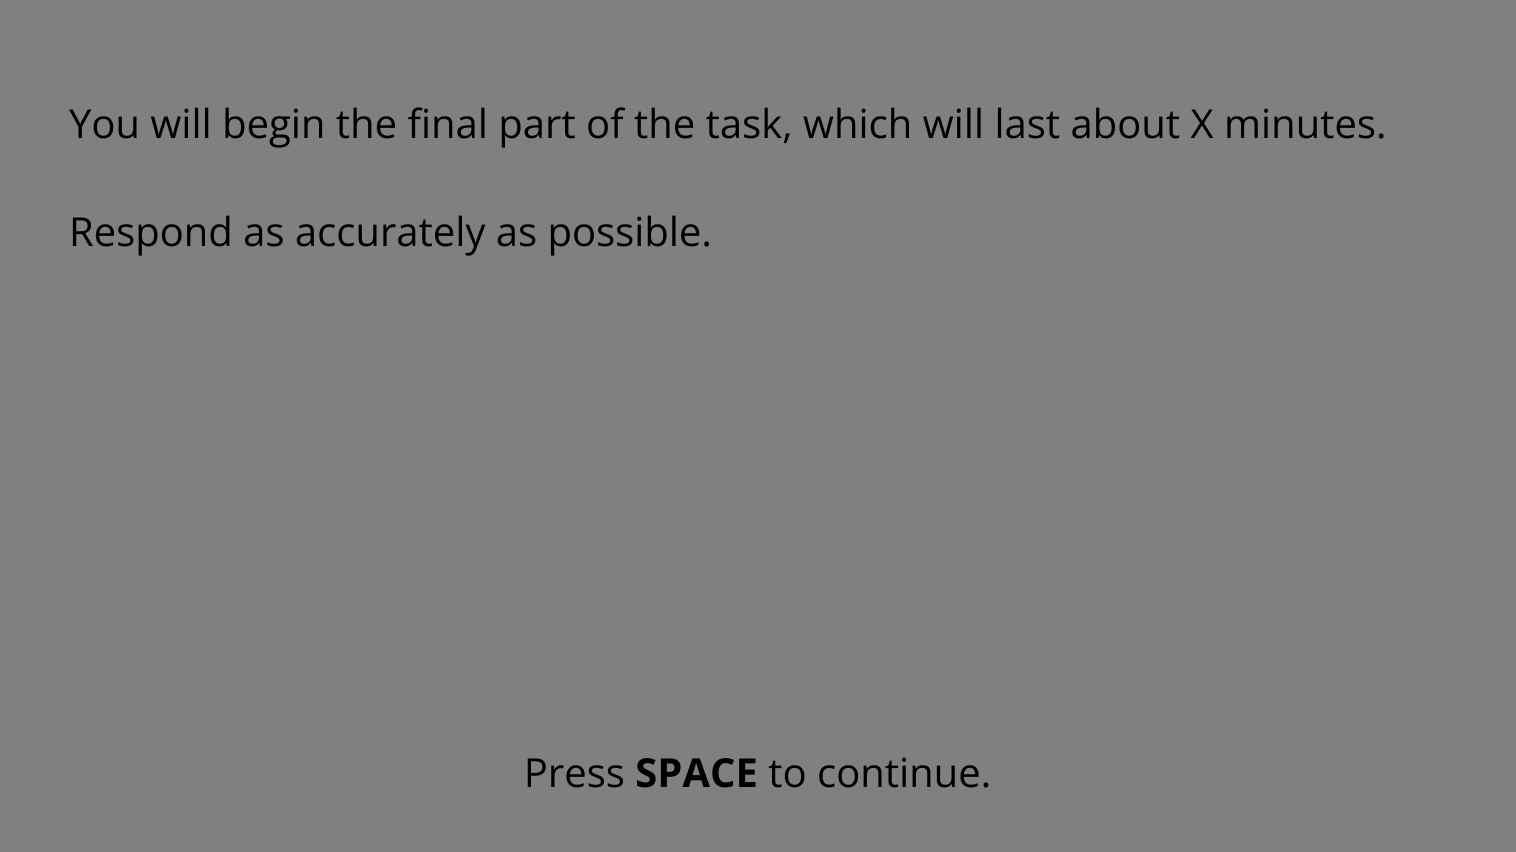 You will begin the final part of the task, which will last about X minutes.
Respond as accurately as possible.
Press SPACE to continue.